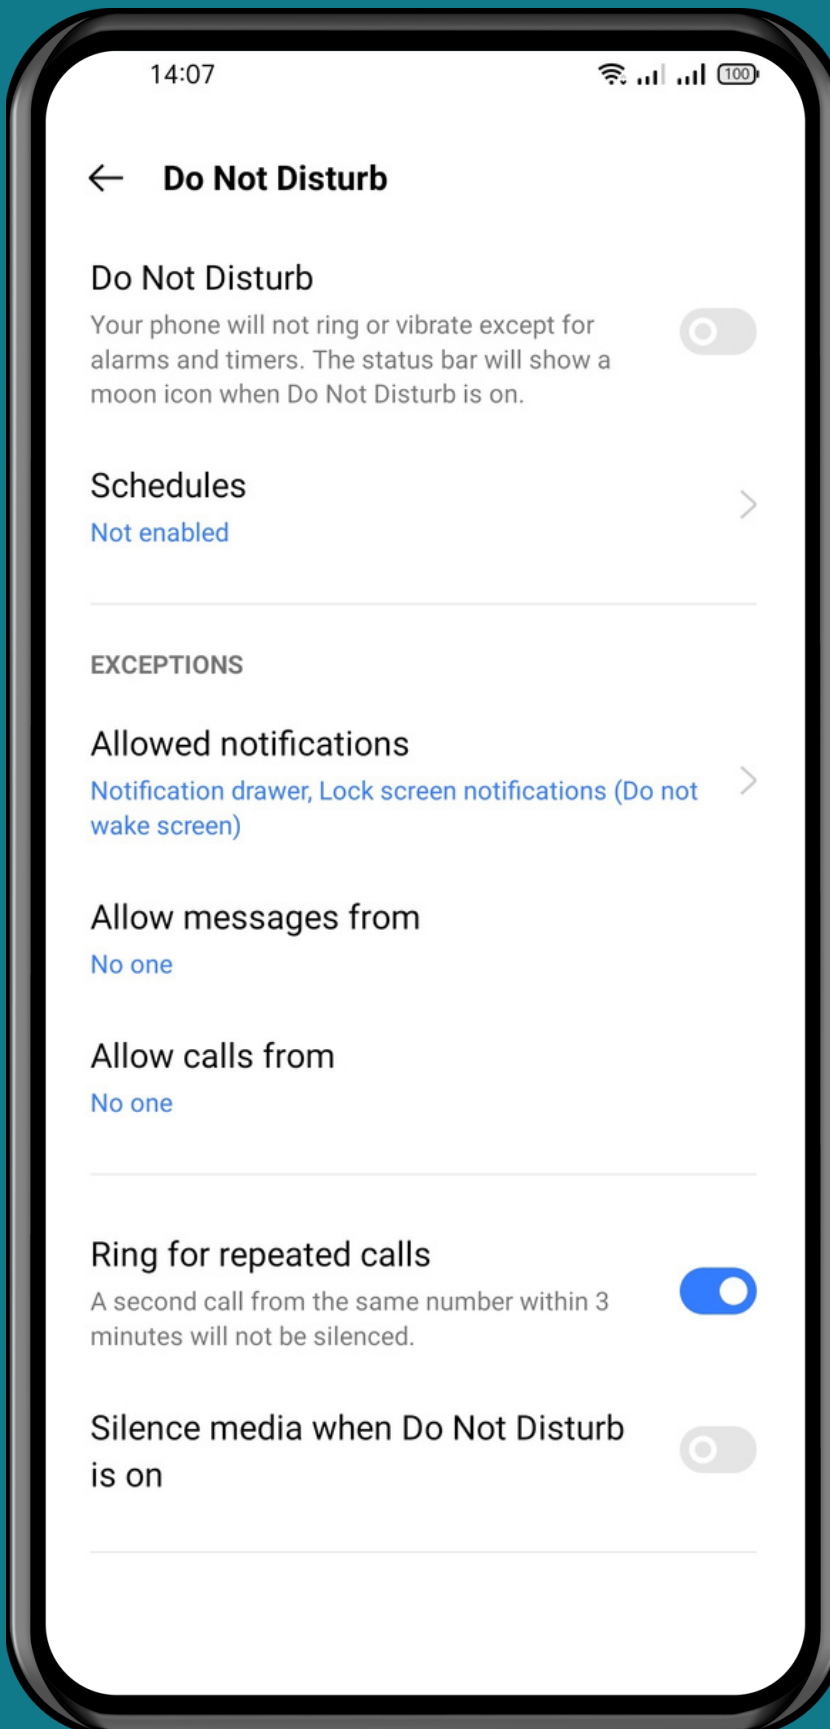 14:07
100
Do Not Disturb
Do Not Disturb
Your phone will not ring or vibrate except for
alarms and timers. The status bar will show a
moon icon when Do Not Disturb is on.
Schedules
Not enabled
EXCEPTIONS
Allowed notifications
Notification drawer, Lock screen notifications (Do not
wake screen)
Allow messages from
No one
Allow calls from
No one
Ring for repeated calls
A second call from the same number within 3
minutes will not be silenced.
Silence media when Do Not Disturb
is on